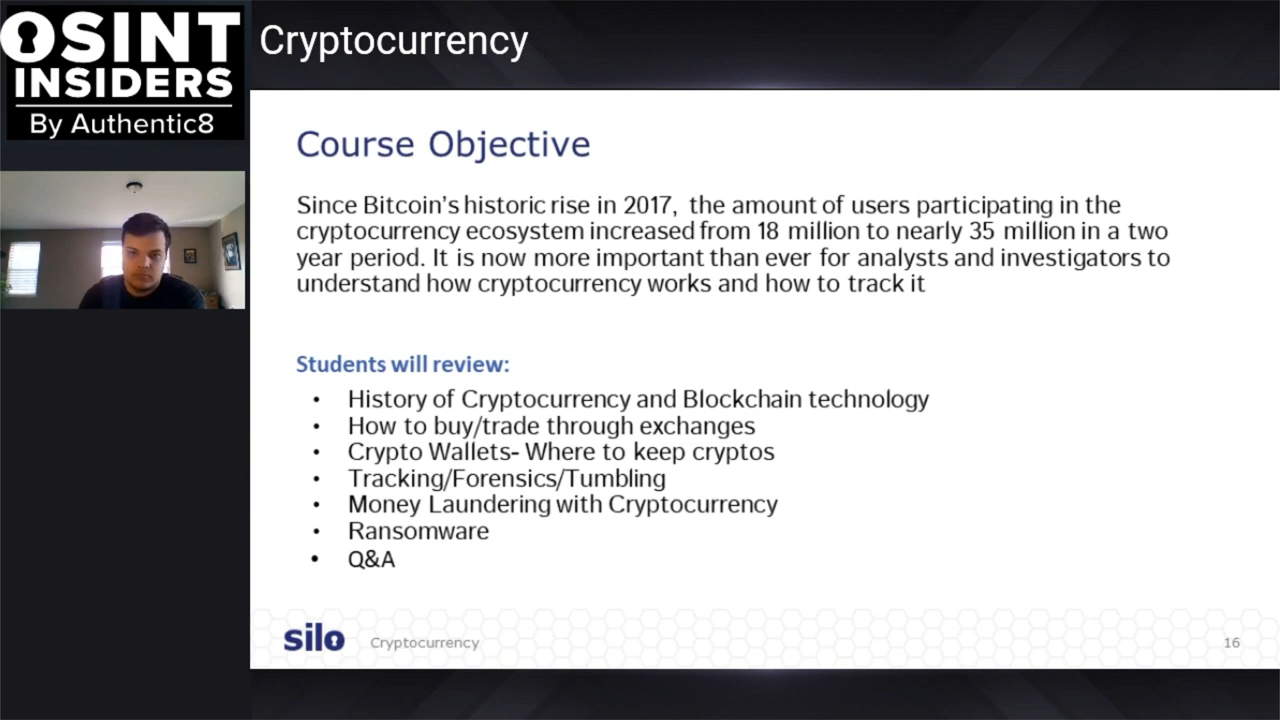 OSINT
INSIDERS
By Authentic8
Cryptocurrency
Course Objective
Since Bitcoin's historic rise in 2017, the amount of users participating in the
cryptocurrency ecosystem increased from 18 million to nearly 35 million in a two
year period. It is now more important than ever for analysts and investigators to
understand how cryptocurrency works and how to track it
Students will review:
• History of Cryptocurrency and Blockchain technology
• How to buy/trade through exchanges
• Crypto Wallets- Where to keep cryptos
• Tracking/Forensics/Tumbling
• Money Laundering with Cryptocurrency
• Ransomware
• Q&A
silo
Cryptocurrency
16